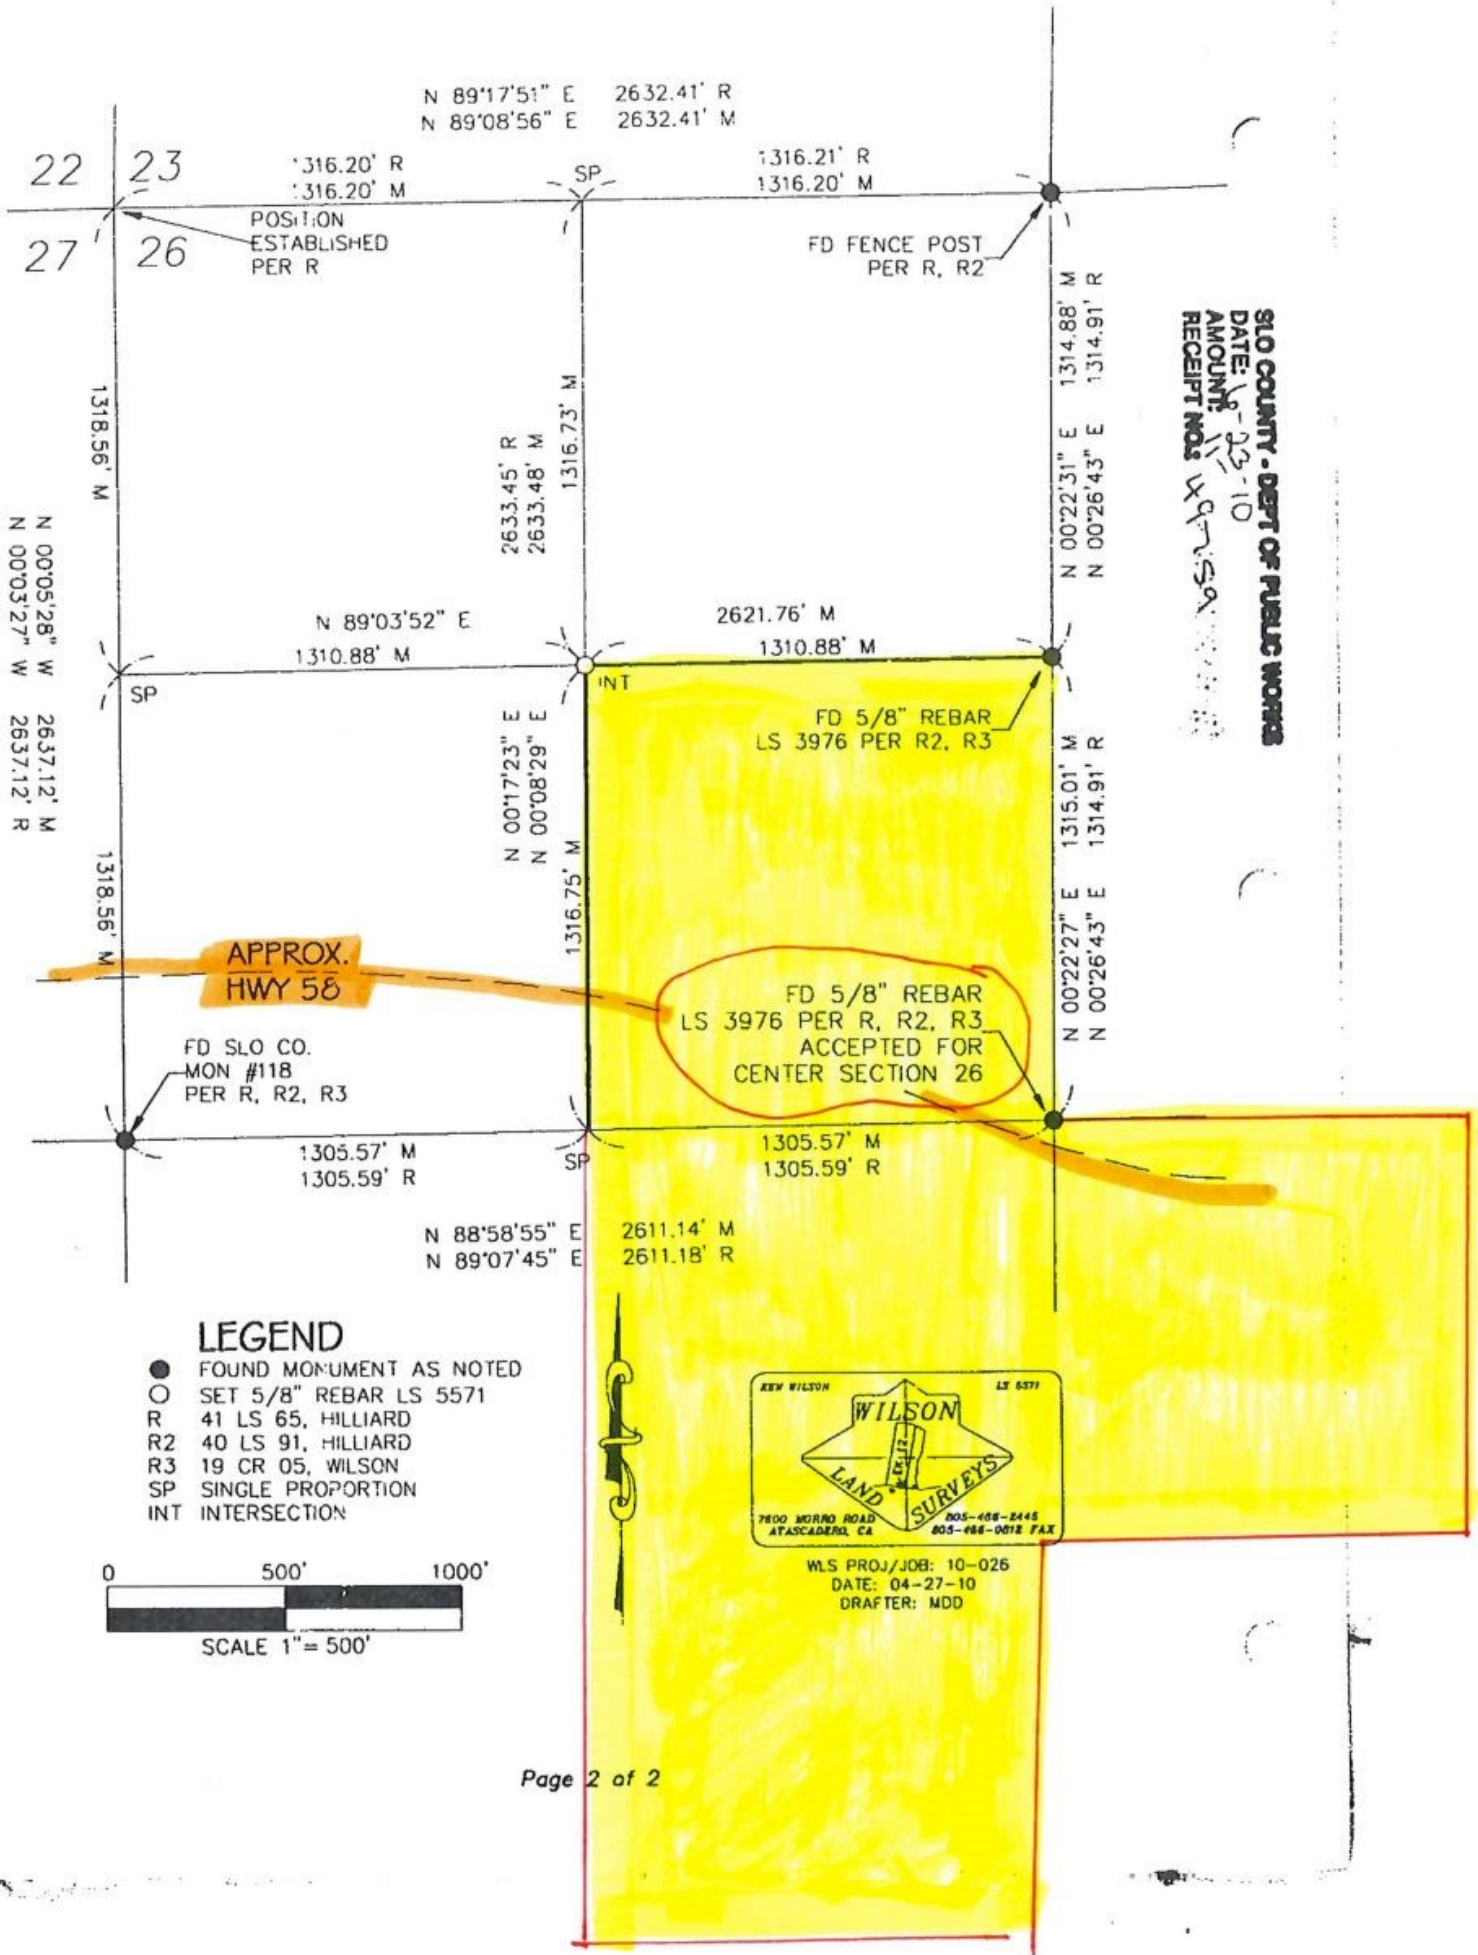 N 89°17'51" E 2632.41' R
N 89°08'56" E 2632.41' M
22 23
1316.20' R
1316.20' M
SP
1316.21' R
1316.20' M
27 26
POSITION
ESTABLISHED
PER R
FD FENCE POST
PER R, R2
1318.56' M
2633.45' R
2633.48' M
1316.73' M
N 00°22'31" E 1314.88' M
N 00°26'43" E 1314.91' R
SLO COUNTY - DEPT OF PUBLIC WORKS
DATE: 6-23-10
AMOUNT:
RECEIPT NO.:
N 00°05'28" W 2637.12' M
N 00°03'27" W 2637.12' R
N 89°03'52" E 2621.76' M
1310.88' M
1310.88' M
SP
INT
FD 5/8" REBAR
LS 3976 PER R2, R3
N 00°17'23" E
N 00°08'29" E
1316.75' M
1318.56' M
N 00°22'27" E 1315.01' M
N 00°26'43" E 1314.91' R
APPROX.
HWY 58
FD 5/8" REBAR
LS 3976 PER R, R2, R3
ACCEPTED FOR
CENTER SECTION 26
FD SLO CO.
MON #118
PER R, R2, R3
1305.57' M
1305.59' R
SP
1305.57' M
1305.59' R
N 88°58'55" E 2611.14' M
N 89°07'45" E 2611.18' R
LEGEND
FOUND MONUMENT AS NOTED
SET 5/8" REBAR LS 5571
R 41 LS 65, HILLIARD
R2 40 LS 91, HILLIARD
R3 19 CR 05, WILSON
SP SINGLE PROPORTION
INT INTERSECTION
0 500' 1000'
SCALE 1"= 500'
KEN WILSON LS 5571
WILSON
LAND SURVEYS
7600 MORRO ROAD
ATASCADERO, CA
805-466-2445
805-466-0812 FAX
WLS PROJ/JOB: 10-026
DATE: 04-27-10
DRAFTER: MDD
Page 2 of 2